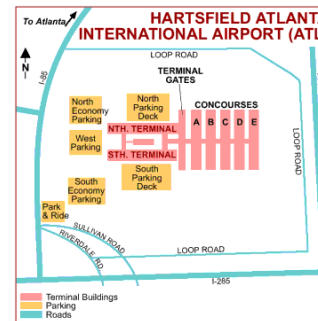 To Atlanta
HARTSFIELD ATLANT
INTERNATIONAL AIRPORT (ATL
N
I-85
LOOP ROAD
TERMINAL
GATES
North
Economy
Parking
North
Parking
Deck
CONCOURSES
NTH. TERMINAL
A B C D E
West
Parking
STH. TERMINAL
LOOP ROAD
South
Economy
Parking
South
Parking
Deck
Park
& Ride
SULLIVAN ROAD
RIVERDALE RD.
LOOP ROAD
I-285
Terminal Buildings
Parking
Roads